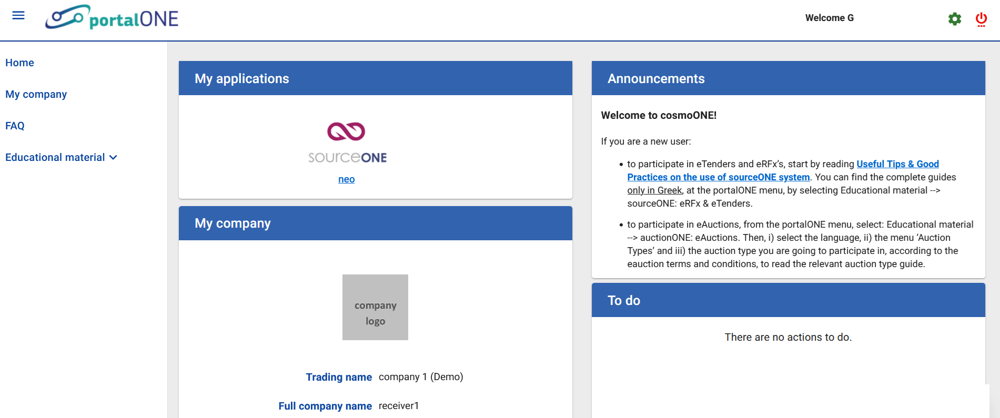 portalONE
Welcome G
Home
My company
FAQ
Educational material
My applications
sourceONE
neo
My company
company
logo
Trading name company 1 (Demo)
Full company name receiver1
Announcements
Welcome to cosmoONE!
If you are a new user:
• to participate in eTenders and eRFx’s, start by reading Useful Tips & Good
Practices on the use of sourceONE system. You can find the complete guides
only in Greek, at the portalONE menu, by selecting Educational material -->
sourceONE: eRFx & eTenders.
• to participate in eAuctions, from the portalONE menu, select: Educational material
--> auctionONE: eAuctions. Then, i) select the language, ii) the menu ‘Auction
Types’ and iii) the auction type you are going to participate in, according to the
eauction terms and conditions, to read the relevant auction type guide.
To do
There are no actions to do.